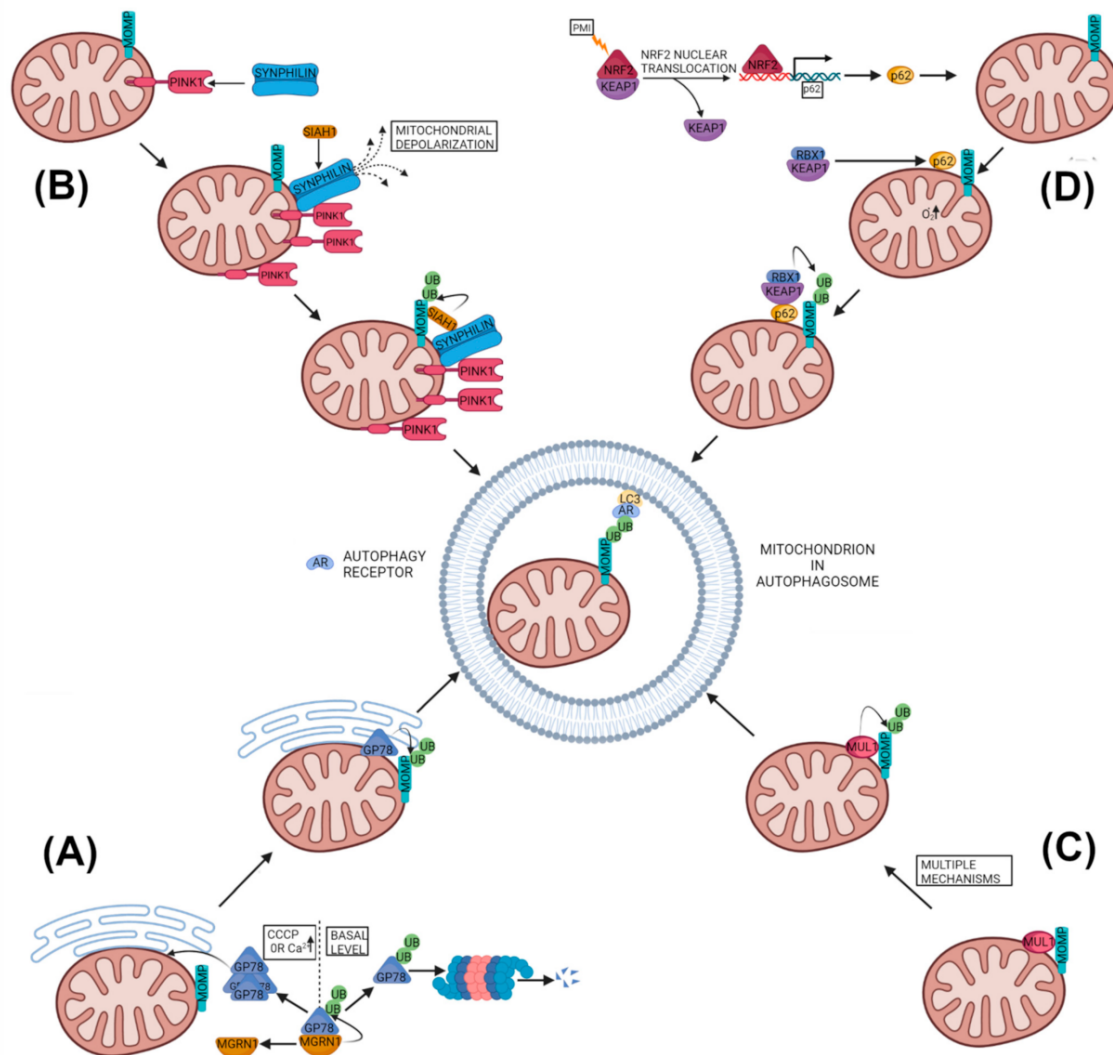 MOMP
PINK1
SYNPHILIN
(B)
SIAH1
MITOCHONDRIAL
DEPOLARIZATION
MOMP
SYNPHILIN
PINK1
PINK1
PINK1
UB
UB
MOMP
SIAH1
SYNPHILIN
PINK1
PINK1
PINK1
PMI
NRF2
KEAP1
NRF2 NUCLEAR
TRANSLOCATION
KEAP1
NRF2
p62
p62
MOMP
(D)
RBX1
KEAP1
p62
MOMP
O₂
RBX1
KEAP1
p62
UB
UB
MOMP
LC3
AR
UB
UB
MOMP
AR
AUTOPHAGY
RECEPTOR
MITOCHONDRION
IN
AUTOPHAGOSOME
GP78
UB
UB
MOMP
(A)
MOMP
CCCP
0R Ca²⁺
BASAL
LEVEL
GP78
GP78
UB
UB
GP78
MGRN1
MGRN1
UB
UB
GP78
MUL1
UB
UB
MOMP
(C)
MULTIPLE
MECHANISMS
MUL1
MOMP